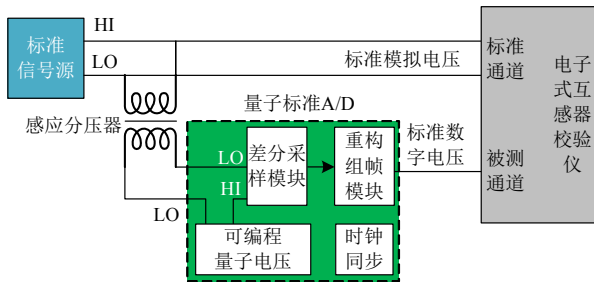 HI
标准
信号源
LO
标准模拟电压
标准
通道
电子
式互
感器
校验
仪
感应分压器
量子标准A/D
标准数
字电压
LO
差分采
样模块
重构
组帧
模块
被测
通道
HI
LO
可编程
量子电压
时钟
同步